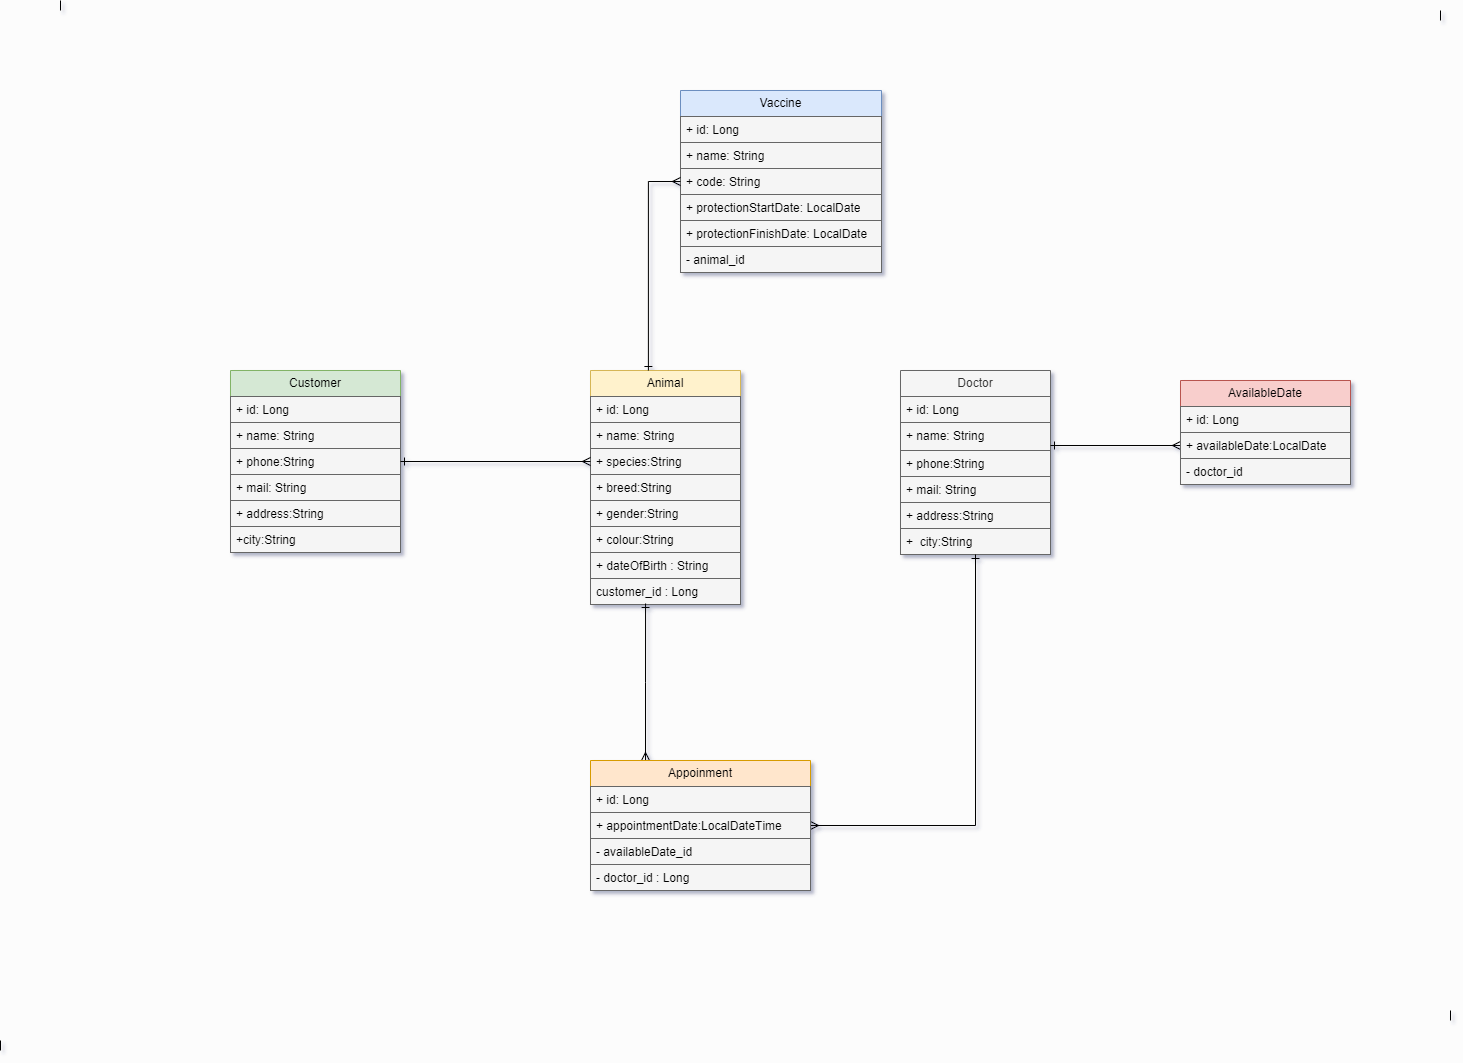 Vaccine
+ id: Long
+ name: String
+ code: String
+ protectionStartDate: LocalDate
+ protectionFinishDate: LocalDate
- animal_id
Customer
+ id: Long
+ name: String
+ phone:String
+ mail: String
+ address:String
+city:String
Animal
+ id: Long
+ name: String
+ species:String
+ breed:String
+ gender:String
+ colour:String
+ dateOfBirth : String
customer_id : Long
Doctor
+ id: Long
+ name: String
+ phone:String
+ mail: String
+ address:String
+  city:String
AvailableDate
+ id: Long
+ availableDate:LocalDate
- doctor_id
Appoinment
+ id: Long
+ appointmentDate:LocalDateTime
- availableDate_id
- doctor_id : Long